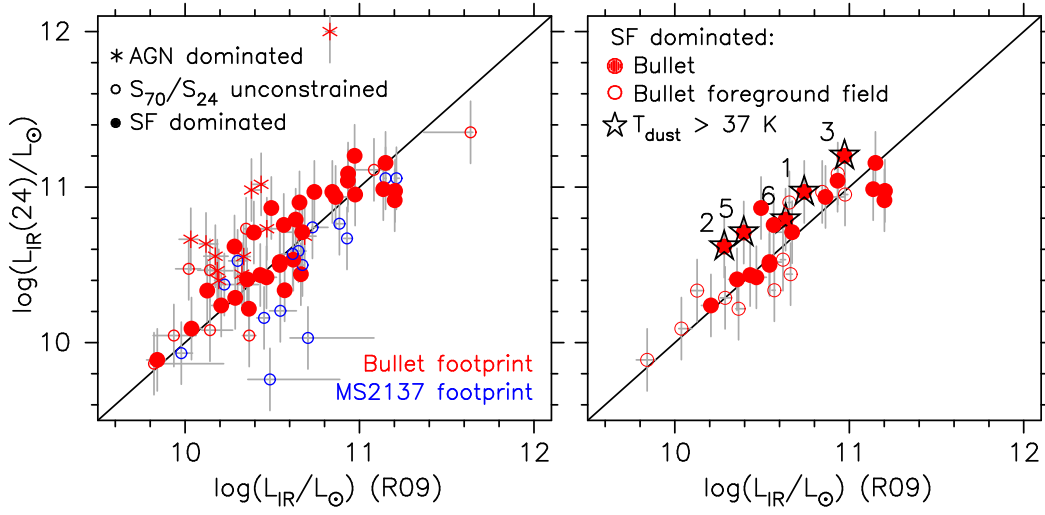 12
11
10
log(L_IR(24)/L_⊙)
∗ AGN dominated
○ S_70/S_24 unconstrained
● SF dominated
Bullet footprint
MS2137 footprint
10 11 12
log(L_IR/L_⊙) (R09)
SF dominated:
Bullet
Bullet foreground field
T_dust > 37 K
3
1
6
5
2
10 11 12
log(L_IR/L_⊙) (R09)